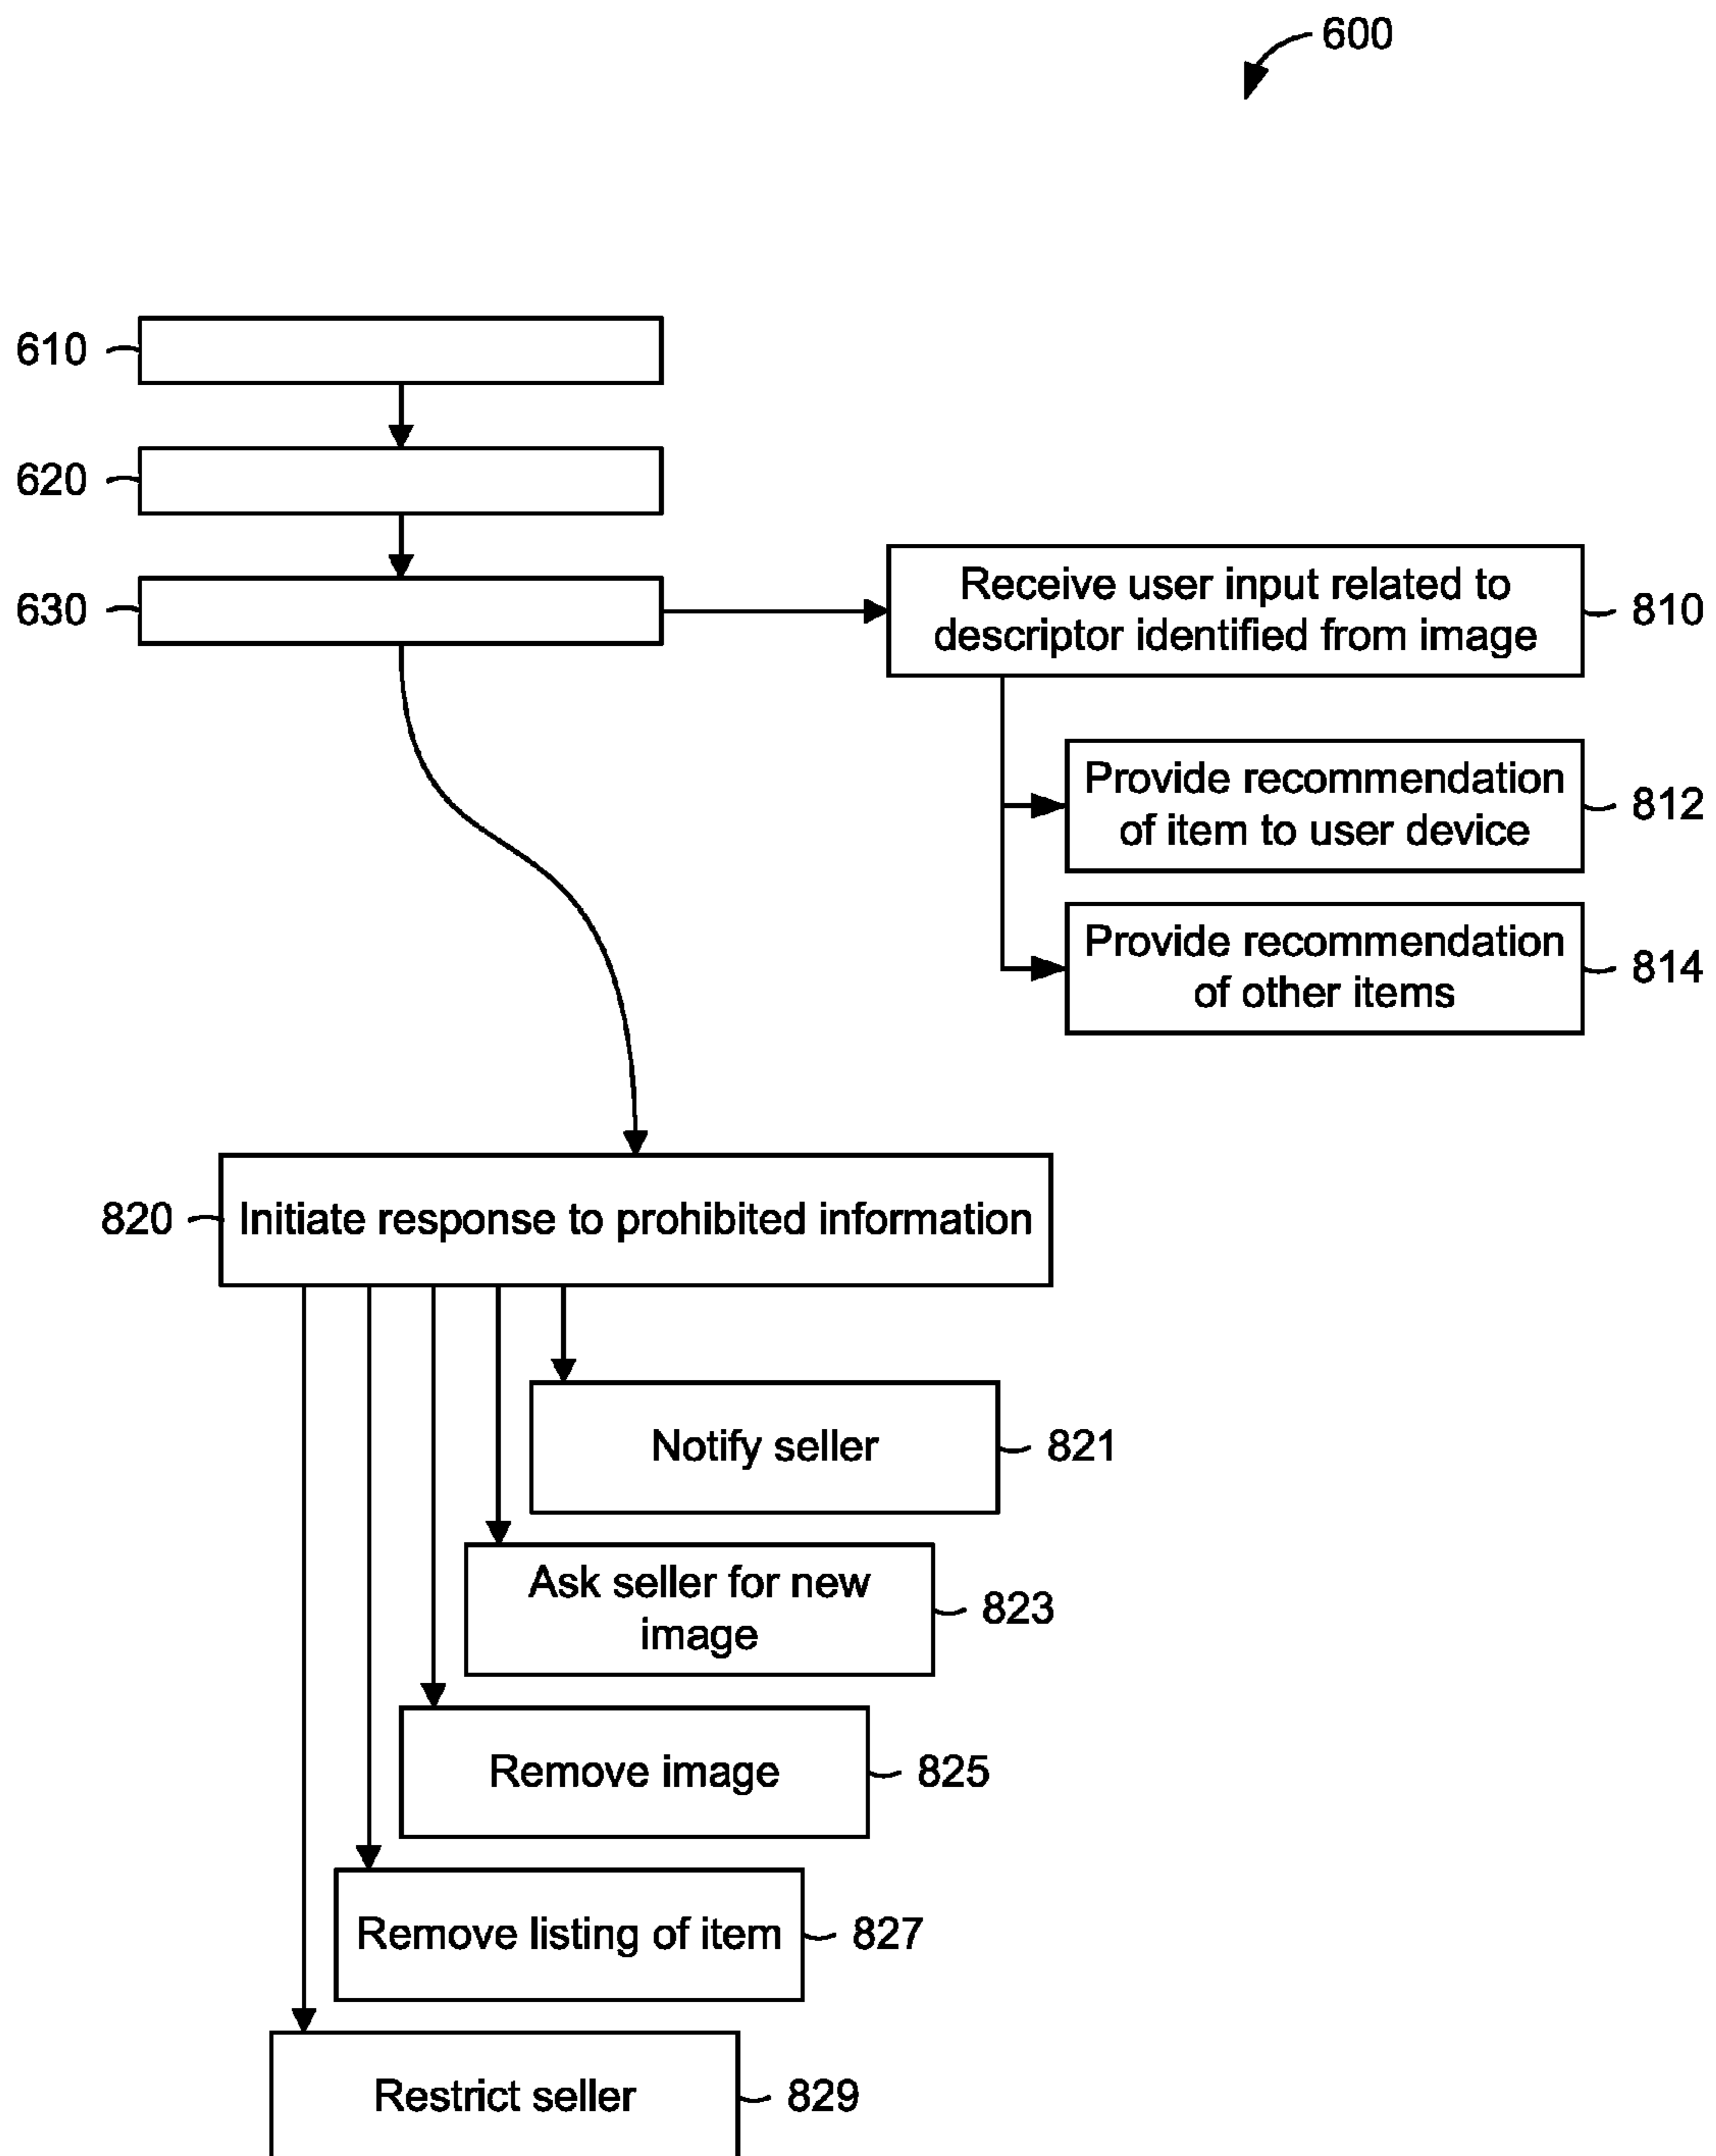 600
610
620
630
Receive user input related to
descriptor identified from image
810
Provide recommendation
of item to user device
812
Provide recommendation
of other items
814
820
Initiate response to prohibited information
Notify seller
821
Ask seller for new
image
823
Remove image
825
Remove listing of item
827
Restrict seller
829